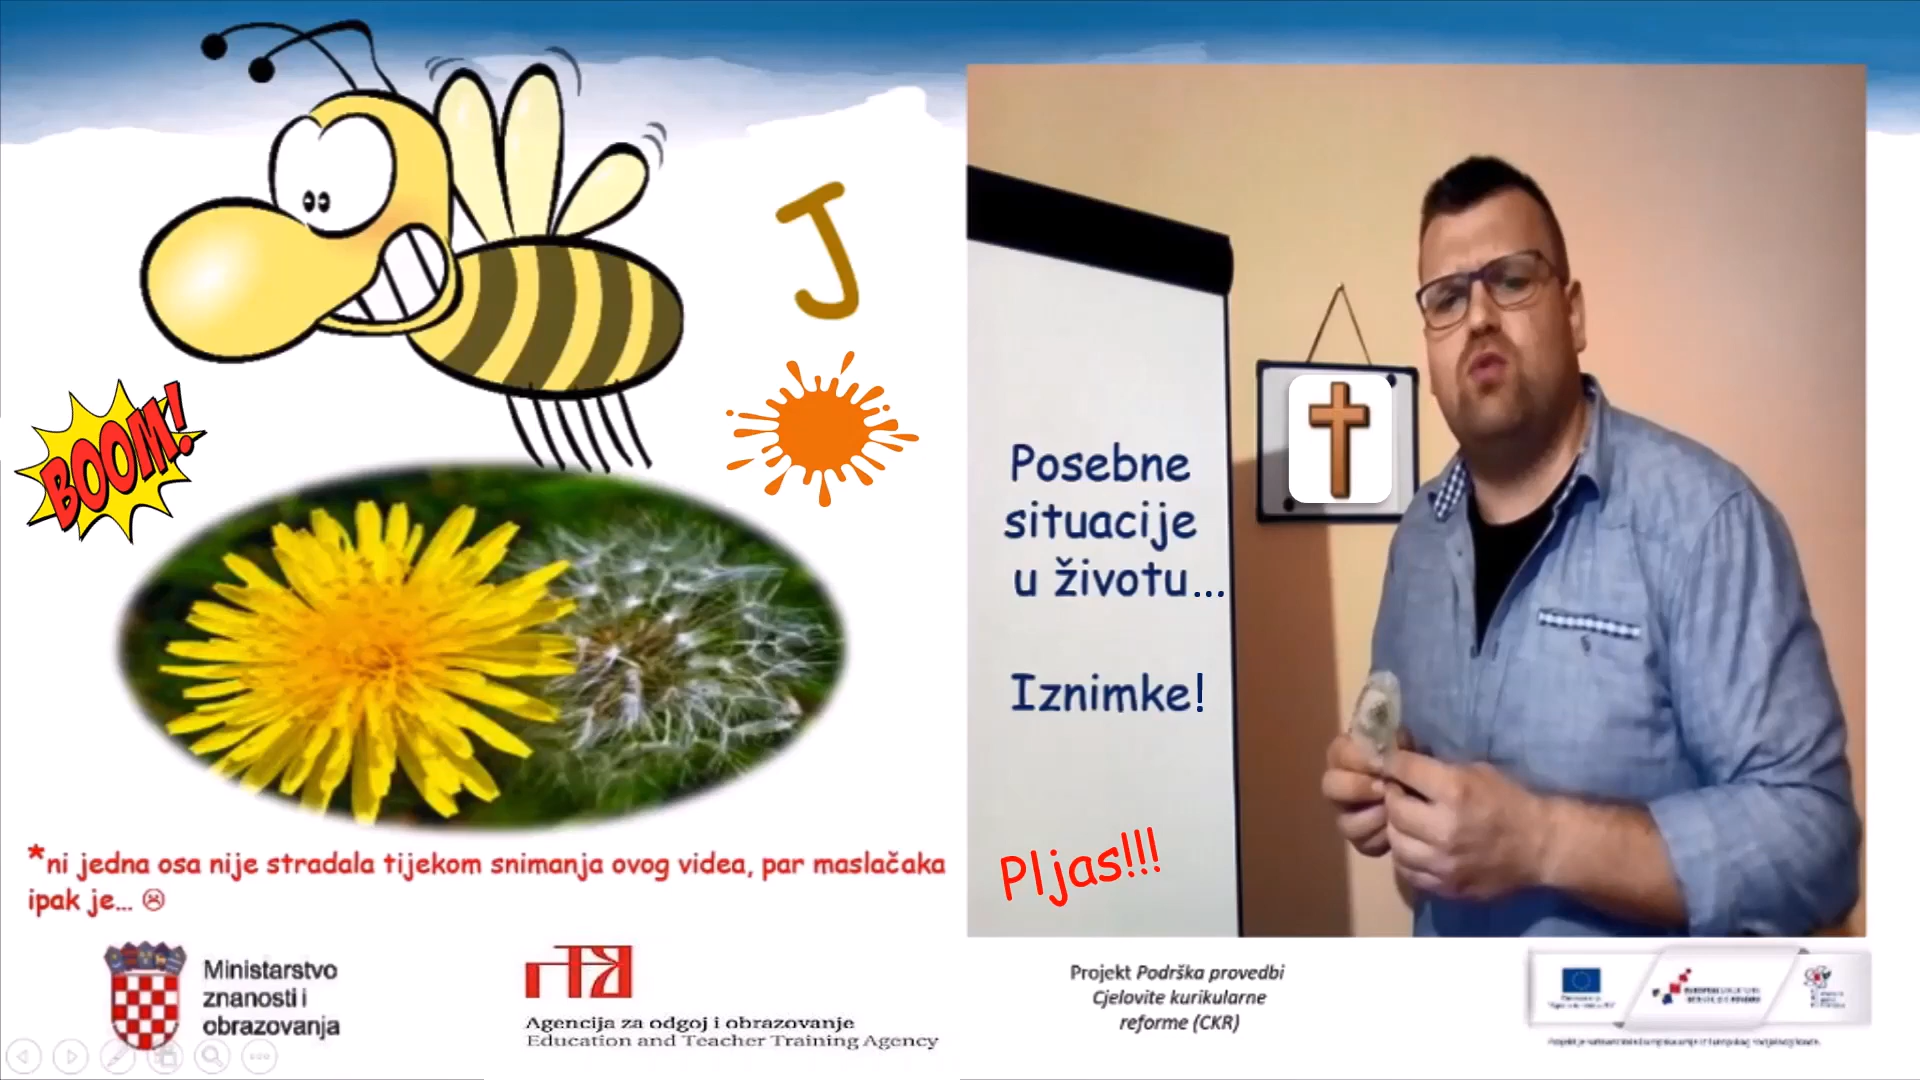 J
BOOM!
*ni jedna osa nije stradala tijekom snimanja ovog videa, par maslačaka
ipak je... ☹
Posebne
situacije
u životu...
Iznimke!
Pljas!!!
Ministarstvo
znanosti i
obrazovanja
Agencija za odgoj i obrazovanje
Education and Teacher Training Agency
Projekt Podrška provedbi
Cjelovite kurikularne
reforme (CKR)